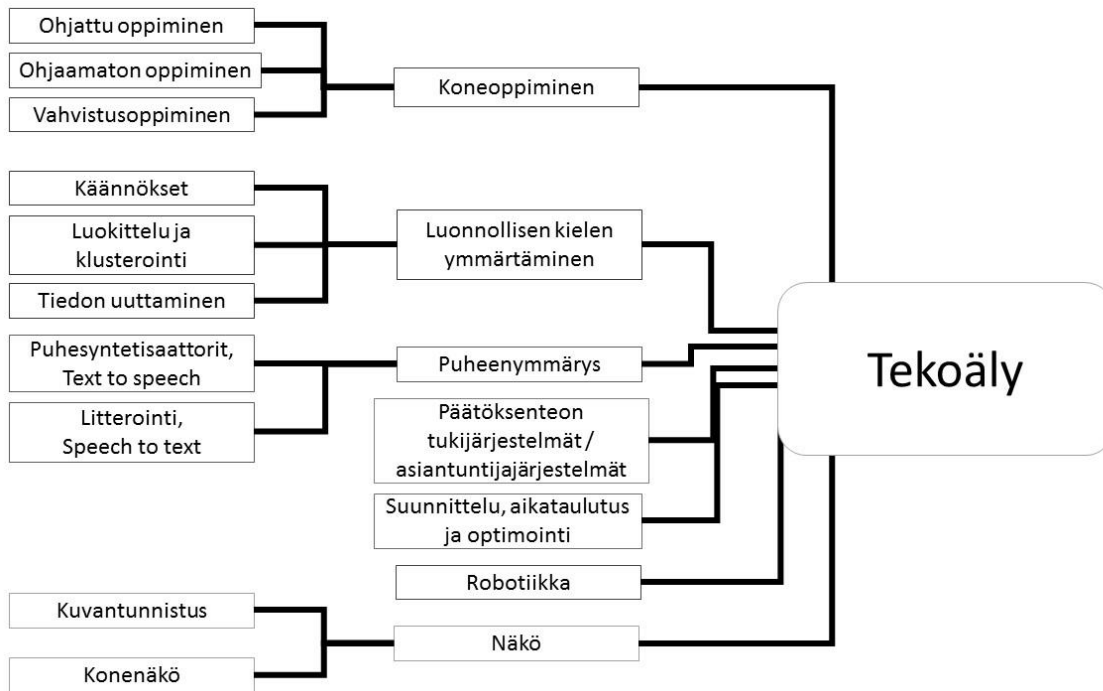 Ohjattu oppiminen
Ohjaamaton oppiminen
Vahvistusoppiminen
Koneoppiminen
Käännökset
Luokittelu ja
klusterointi
Tiedon uuttaminen
Luonnollisen kielen
ymmärtäminen
Puhesyntetisaattorit,
Text to speech
Litterointi,
Speech to text
Puheenymmärys
Päätöksenteon
tukijärjestelmät /
asiantuntijajärjestelmät
Suunnittelu, aikataulutus
ja optimointi
Robotiikka
Kuvantunnistus
Konenäkö
Näkö
Tekoäly